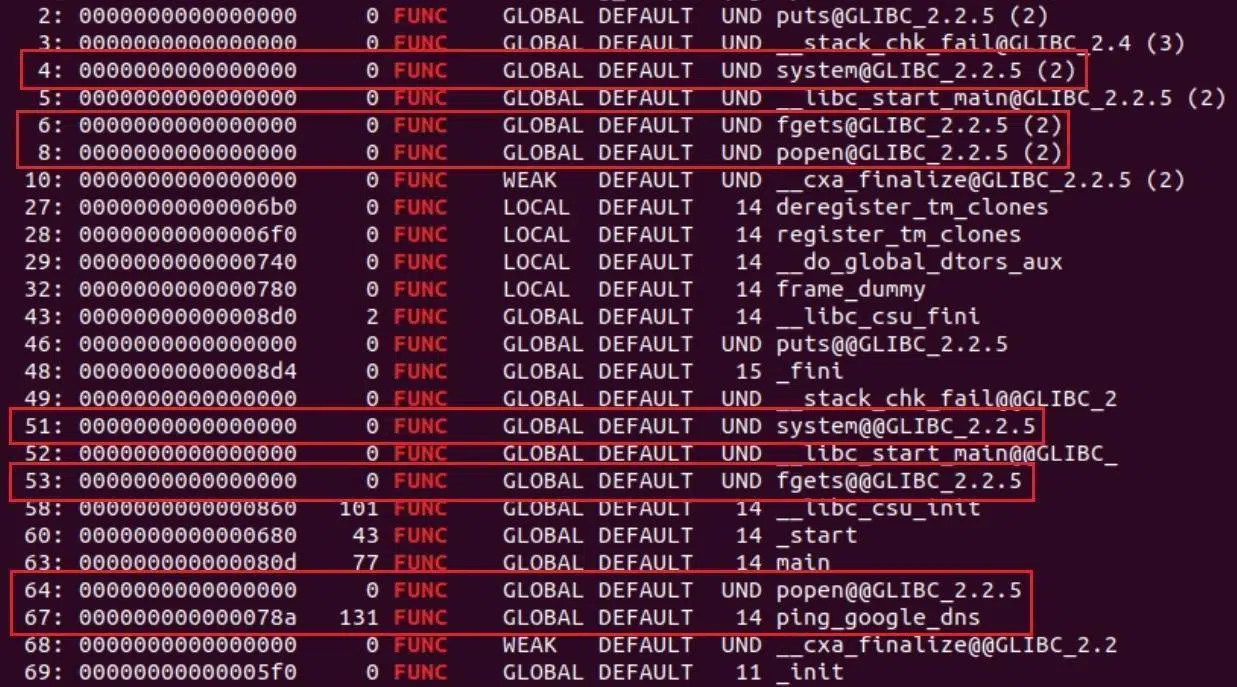 2: 0000000000000000 0 FUNC GLOBAL DEFAULT UND puts@GLIBC_2.2.5 (2)
3: 0000000000000000 0 FUNC GLOBAL DEFAULT UND __stack_chk_fail@GLIBC_2.4 (3)
4: 0000000000000000 0 FUNC GLOBAL DEFAULT UND system@GLIBC_2.2.5 (2)
5: 0000000000000000 0 FUNC GLOBAL DEFAULT UND __libc_start_main@GLIBC_2.2.5 (2)
6: 0000000000000000 0 FUNC GLOBAL DEFAULT UND fgets@GLIBC_2.2.5 (2)
8: 0000000000000000 0 FUNC GLOBAL DEFAULT UND popen@GLIBC_2.2.5 (2)
10: 0000000000000000 0 FUNC WEAK DEFAULT UND __cxa_finalize@GLIBC_2.2.5 (2)
27: 00000000000006b0 0 FUNC LOCAL DEFAULT 14 deregister_tm_clones
28: 00000000000006f0 0 FUNC LOCAL DEFAULT 14 register_tm_clones
29: 0000000000000740 0 FUNC LOCAL DEFAULT 14 __do_global_dtors_aux
32: 0000000000000780 0 FUNC LOCAL DEFAULT 14 frame_dummy
43: 00000000000008d0 2 FUNC GLOBAL DEFAULT 14 __libc_csu_fini
46: 0000000000000000 0 FUNC GLOBAL DEFAULT UND puts@@GLIBC_2.2.5
48: 00000000000008d4 0 FUNC GLOBAL DEFAULT 15 _fini
49: 0000000000000000 0 FUNC GLOBAL DEFAULT UND __stack_chk_fail@@GLIBC_2
51: 0000000000000000 0 FUNC GLOBAL DEFAULT UND system@@GLIBC_2.2.5
52: 0000000000000000 0 FUNC GLOBAL DEFAULT UND __libc_start_main@@GLIBC_
53: 0000000000000000 0 FUNC GLOBAL DEFAULT UND fgets@@GLIBC_2.2.5
58: 0000000000000860 101 FUNC GLOBAL DEFAULT 14 __libc_csu_init
60: 0000000000000680 43 FUNC GLOBAL DEFAULT 14 _start
63: 000000000000080d 77 FUNC GLOBAL DEFAULT 14 main
64: 0000000000000000 0 FUNC GLOBAL DEFAULT UND popen@@GLIBC_2.2.5
67: 000000000000078a 131 FUNC GLOBAL DEFAULT 14 ping_google_dns
68: 0000000000000000 0 FUNC WEAK DEFAULT UND __cxa_finalize@@GLIBC_2.2
69: 00000000000005f0 0 FUNC GLOBAL DEFAULT 11 _init